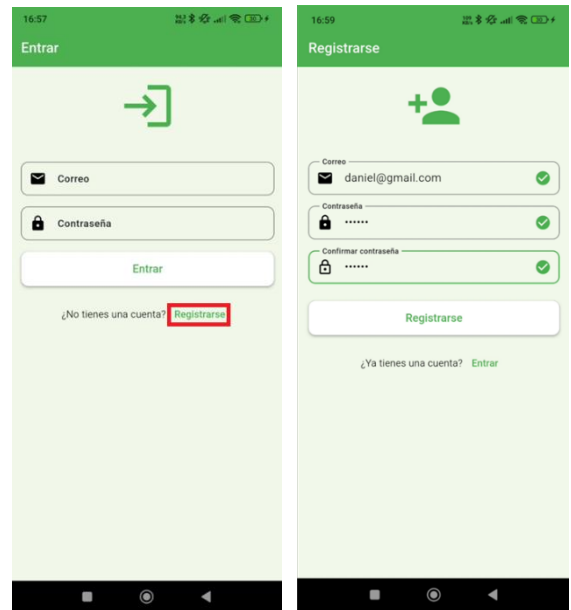 16:57
Entrar
Correo
Contraseña
Entrar
¿No tienes una cuenta? Registrarse
16:59
Registrarse
Correo
daniel@gmail.com
Contraseña
••••••
Confirmar contraseña
••••••
Registrarse
¿Ya tienes una cuenta? Entrar